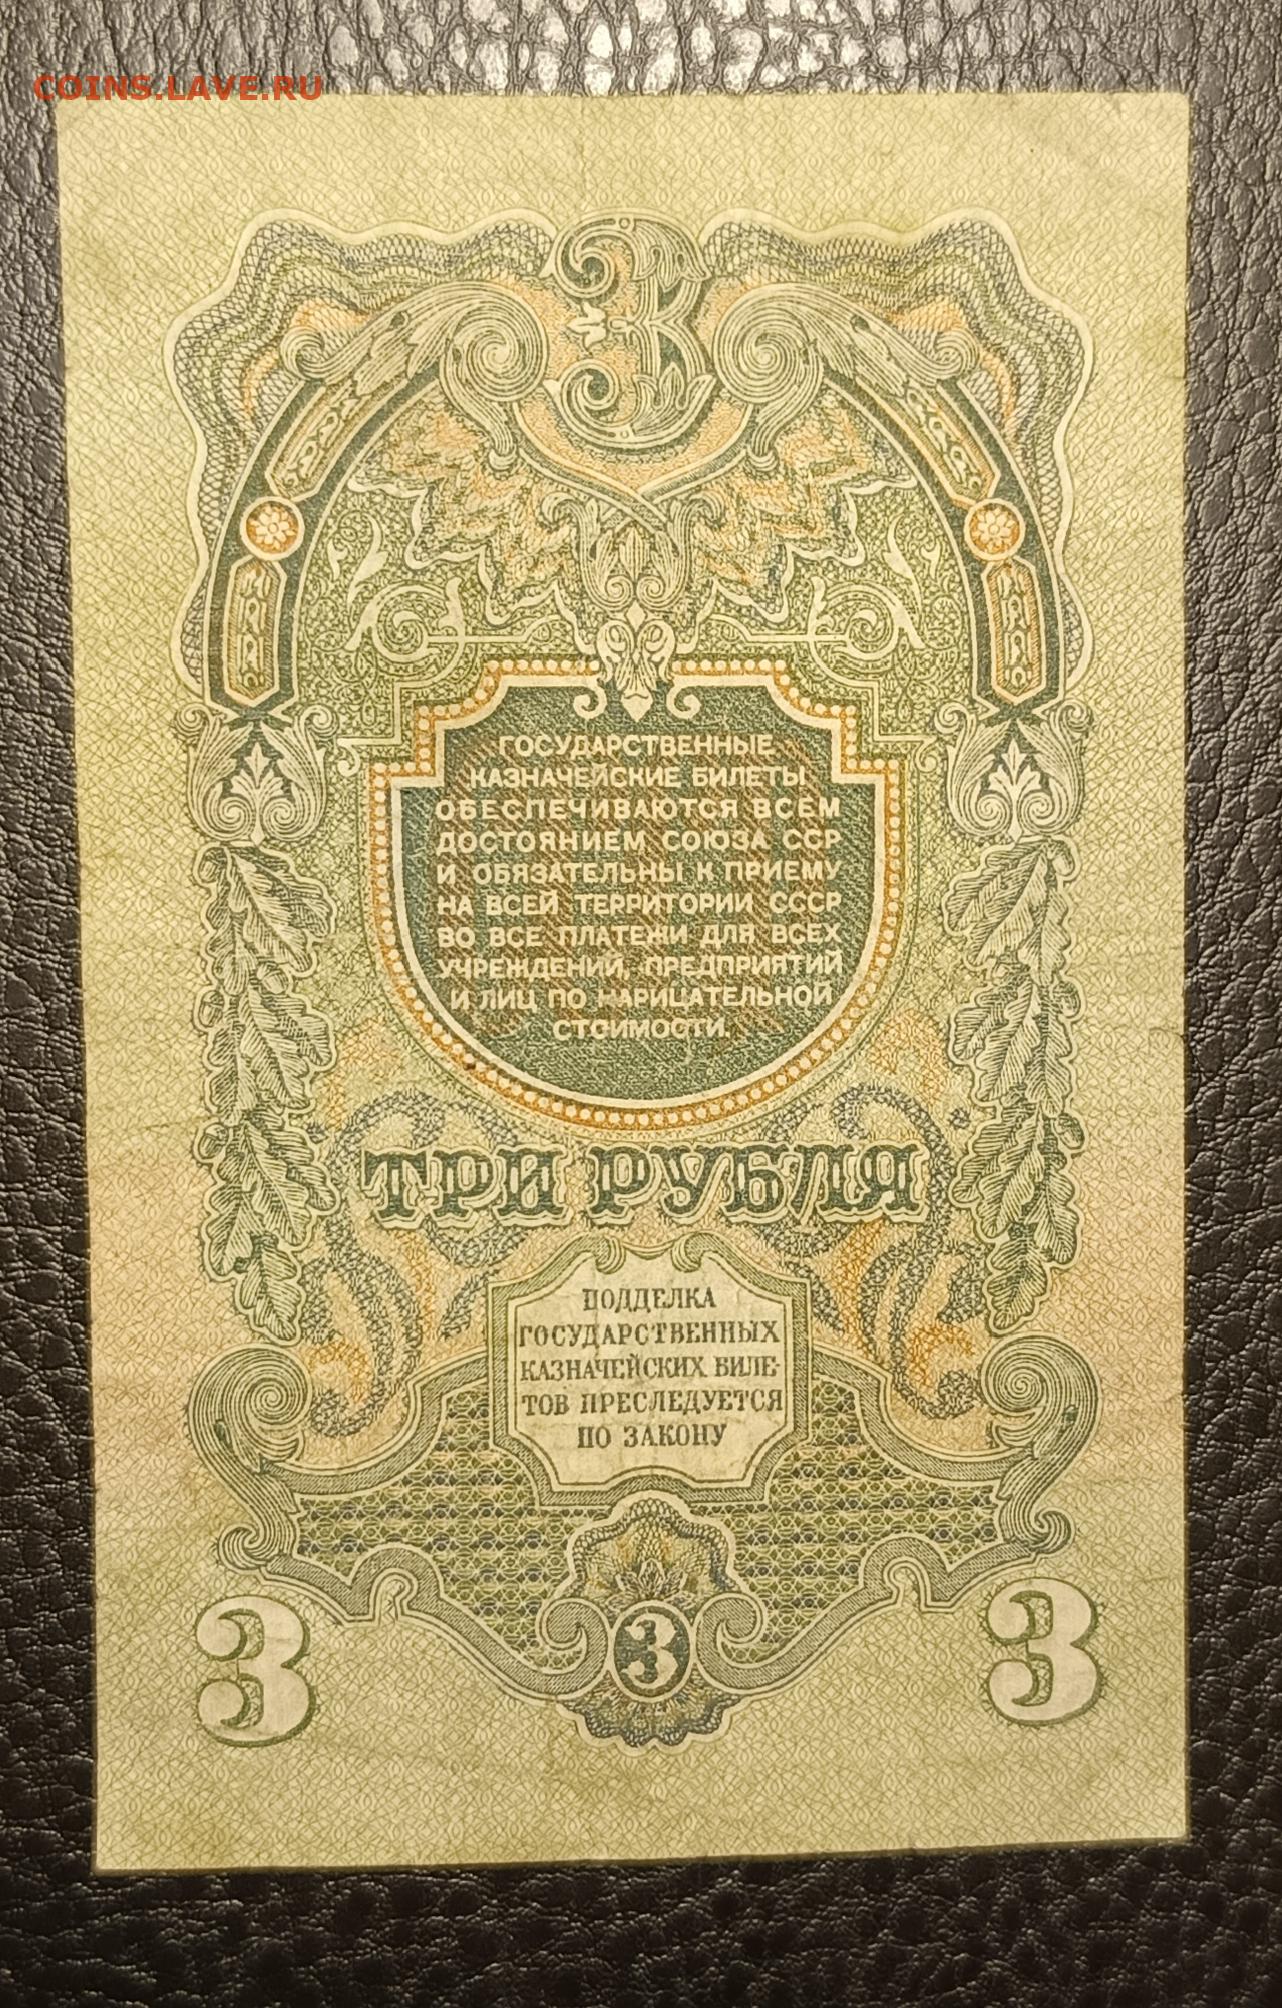 COINS.LAVE.RU
3
ГОСУДАРСТВЕННЫЕ
КАЗНАЧЕЙСКИЕ БИЛЕТЫ
ОБЕСПЕЧИВАЮТСЯ ВСЕМ
ДОСТОЯНИЕМ СОЮЗА ССР
И ОБЯЗАТЕЛЬНЫ К ПРИЕМУ
НА ВСЕЙ ТЕРРИТОРИИ СССР
ВО ВСЕ ПЛАТЕЖИ ДЛЯ ВСЕХ
УЧРЕЖДЕНИЙ, ПРЕДПРИЯТИЙ
И ЛИЦ ПО НАРИЦАТЕЛЬНОЙ
СТОИМОСТИ.
ТРИ РУБЛЯ
ПОДДЕЛКА
ГОСУДАРСТВЕННЫХ
КАЗНАЧЕЙСКИХ БИЛЕ-
ТОВ ПРЕСЛЕДУЕТСЯ
ПО ЗАКОНУ
3 3 3